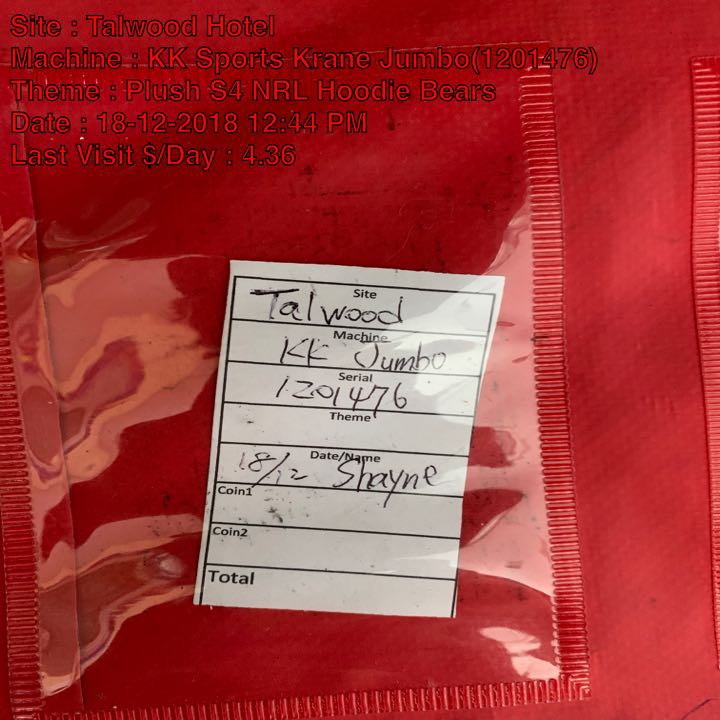 Site : Talwood Hotel
Machine : KK Sports Krane Jumbo(1201476)
Theme : Plush S4 NRL Hoodie Bears
Date : 18-12-2018 12:44 PM
Last Visit $/Day : 4.36
Site
Talwood
Machine
KK Jumbo
Serial
1201476
Theme
Date/Name
18/12 Shayne
Coin1
Coin2
Total